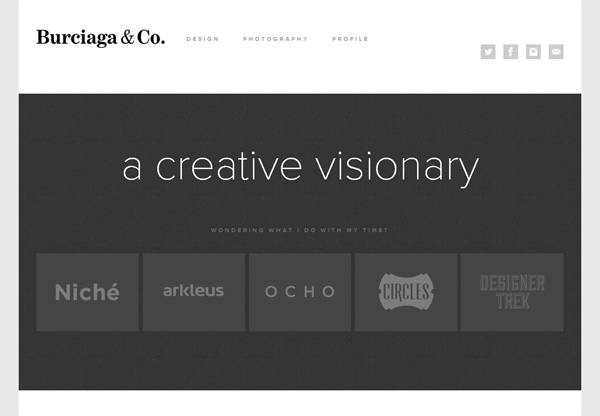 Burciaga & Co.
DESIGN PHOTOGRAPHY PROFILE
a creative visionary
WONDERING WHAT I DO WITH MY TIME?
Niché
arkleus
OCHO
CIRCLES
DESIGNER
TREK